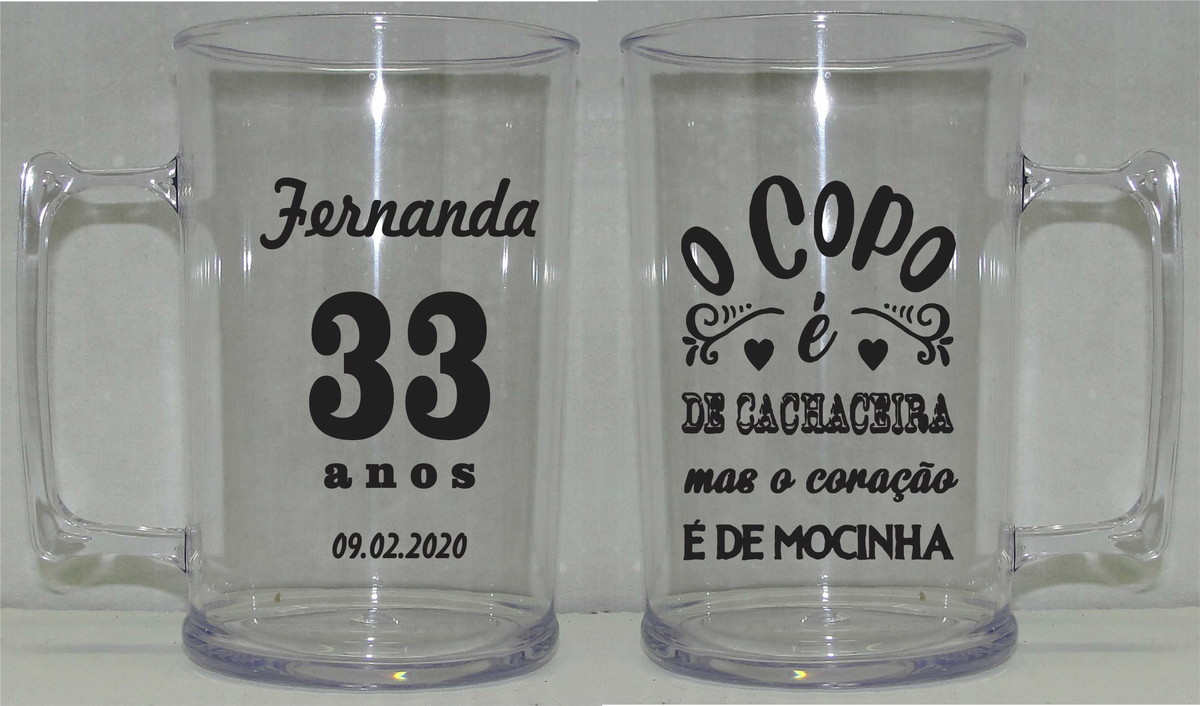 Fernanda
33
anos
09.02.2020
O Copo
é
DE CACHACEIRA
mas o coração
É DE MOCINHA